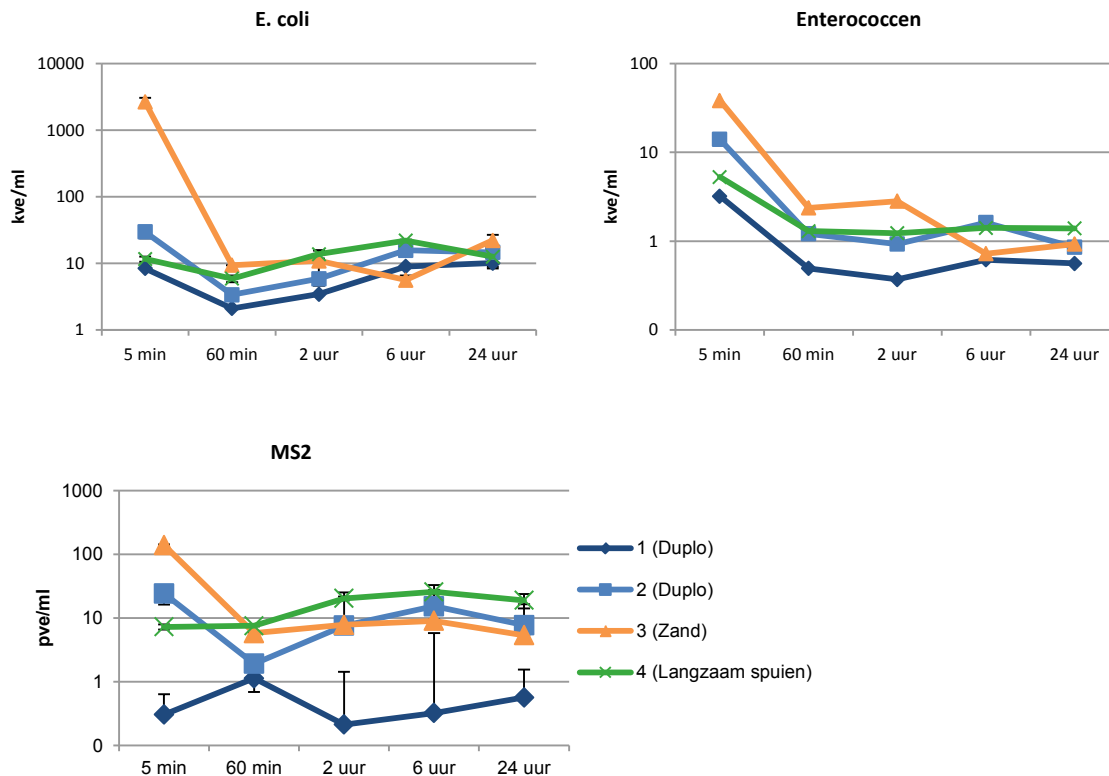 E. coli
10000
1000
100
10
1
kve/ml
5 min 60 min 2 uur 6 uur 24 uur
Enterococcen
100
10
1
0
kve/ml
5 min 60 min 2 uur 6 uur 24 uur
MS2
1000
100
10
1
0
pve/ml
5 min 60 min 2 uur 6 uur 24 uur
1 (Duplo)
2 (Duplo)
3 (Zand)
4 (Langzaam spuien)